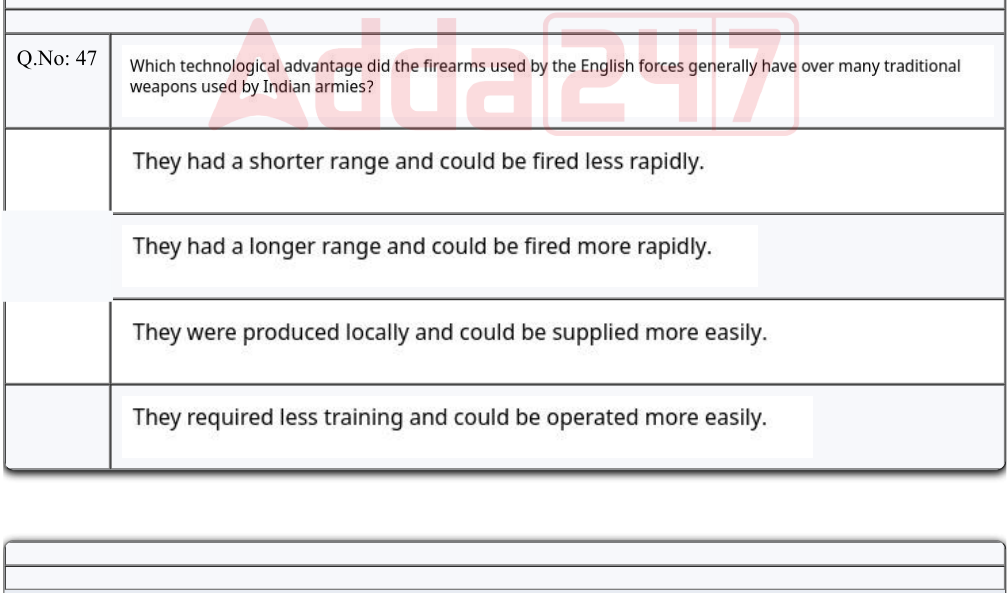 Adda247
Q.No: 47
Which technological advantage did the firearms used by the English forces generally have over many traditional
weapons used by Indian armies?
They had a shorter range and could be fired less rapidly.
They had a longer range and could be fired more rapidly.
They were produced locally and could be supplied more easily.
They required less training and could be operated more easily.